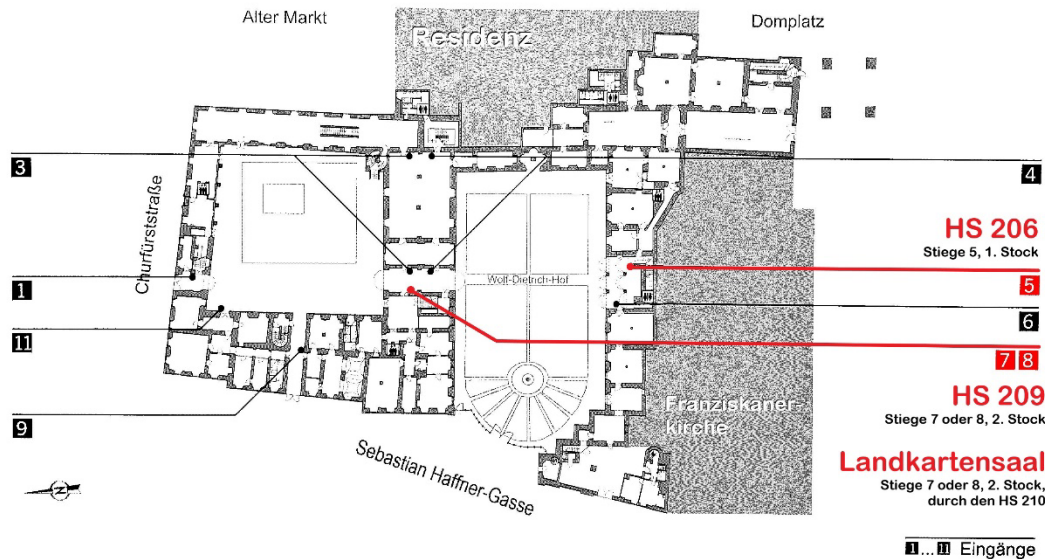 Alter Markt
Domplatz
Residenz
3
4
Churfürststraße
HS 206
Stiege 5, 1. Stock
Wolf-Dietrich-Hof
1
5
6
11
7 8
HS 209
Stiege 7 oder 8, 2. Stock
Franziskaner-
kirche
9
Sebastian Haffner-Gasse
Landkartensaal
Stiege 7 oder 8, 2. Stock,
durch den HS 210
N
1... 11 Eingänge